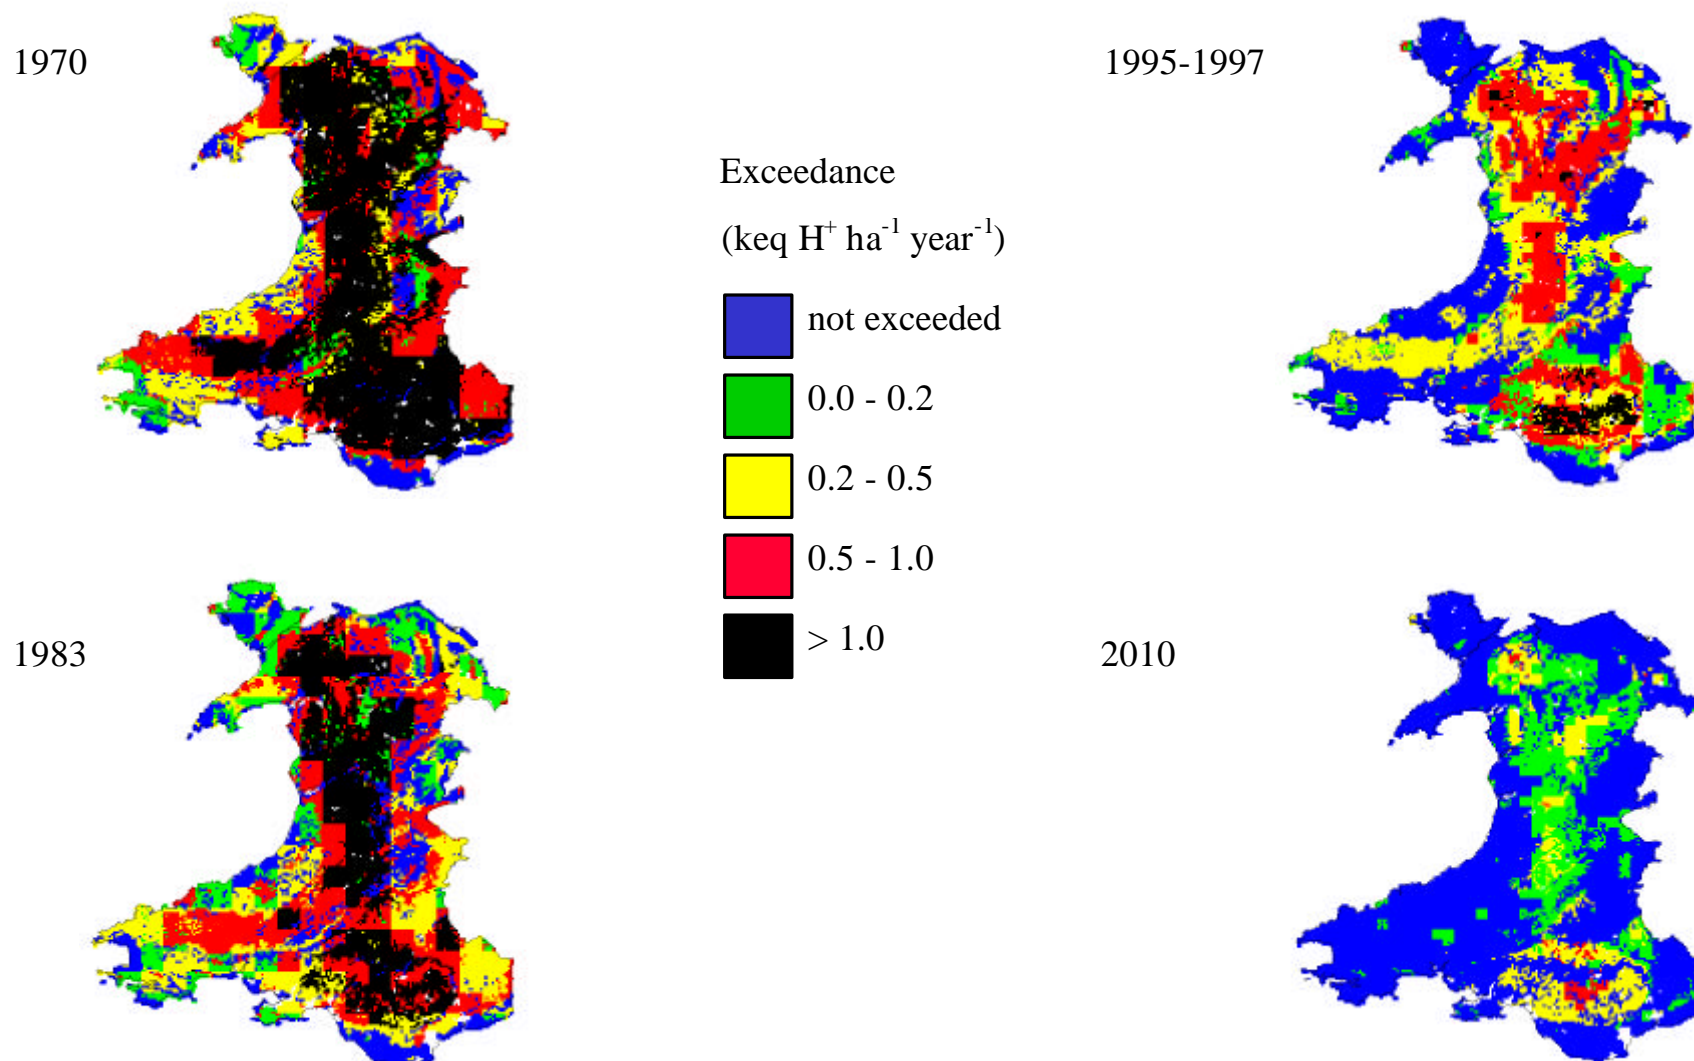 1970
1995-1997
Exceedance
(keq H⁺ ha⁻¹ year⁻¹)
not exceeded
0.0 - 0.2
0.2 - 0.5
0.5 - 1.0
> 1.0
1983
2010